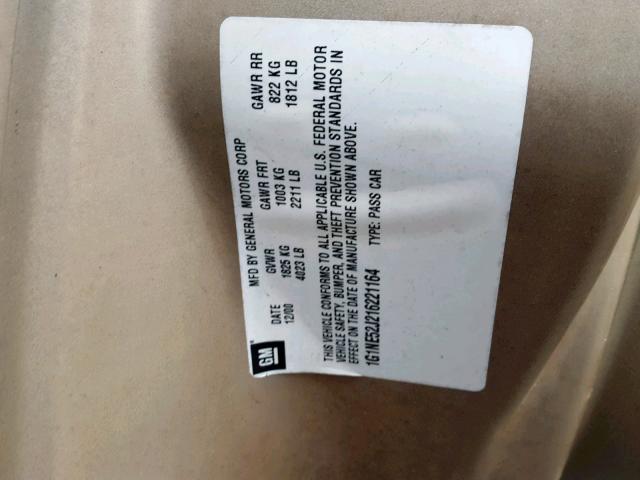 GM
MFD BY GENERAL MOTORS CORP
DATE GVWR GAWR FRT GAWR RR
12/00 1825 KG 1003 KG 822 KG
4023 LB 2211 LB 1812 LB
THIS VEHICLE CONFORMS TO ALL APPLICABLE U.S. FEDERAL MOTOR
VEHICLE SAFETY, BUMPER, AND THEFT PREVENTION STANDARDS IN
EFFECT ON THE DATE OF MANUFACTURE SHOWN ABOVE.
1G1NE52J216221164 TYPE: PASS CAR